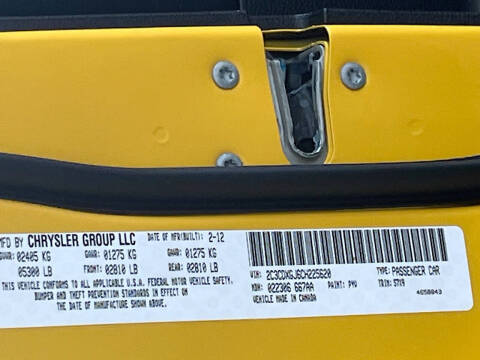 MFD BY CHRYSLER GROUP LLC DATE OF MFR(BUILT): 2-12
GVWR: 02405 KG GAWR: 01275 KG GAWR: 01275 KG
05300 LB FRONT: 02810 LB REAR: 02810 LB
THIS VEHICLE CONFORMS TO ALL APPLICABLE U.S.A. FEDERAL MOTOR VEHICLE SAFETY,
BUMPER AND THEFT PREVENTION STANDARDS IN EFFECT ON
THE DATE OF MANUFACTURE SHOWN ABOVE.
VIN: 2C3CDXGJ6CH225620 TYPE: PASSENGER CAR
MDH: 022306 667AA PAINT: PYV TRIM: S7V9
VEHICLE MADE IN CANADA 4658043